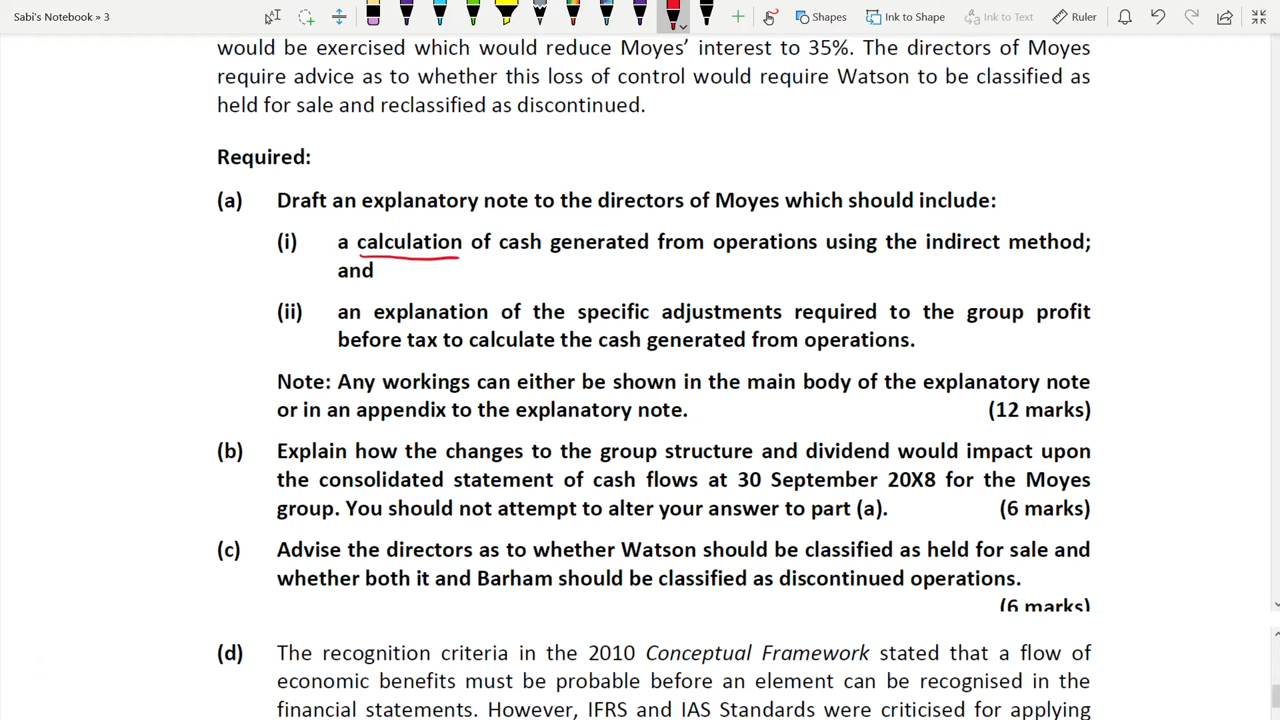 Sabi's Notebook » 3
Shapes
Ink to Shape
Ink to Text
Ruler
would be exercised which would reduce Moyes' interest to 35%. The directors of Moyes
require advice as to whether this loss of control would require Watson to be classified as
held for sale and reclassified as discontinued.
Required:
(a) Draft an explanatory note to the directors of Moyes which should include:
(i) a calculation of cash generated from operations using the indirect method;
and
(ii) an explanation of the specific adjustments required to the group profit
before tax to calculate the cash generated from operations.
Note: Any workings can either be shown in the main body of the explanatory note
or in an appendix to the explanatory note. (12 marks)
(b) Explain how the changes to the group structure and dividend would impact upon
the consolidated statement of cash flows at 30 September 20X8 for the Moyes
group. You should not attempt to alter your answer to part (a). (6 marks)
(c) Advise the directors as to whether Watson should be classified as held for sale and
whether both it and Barham should be classified as discontinued operations.
(6 marks)
(d) The recognition criteria in the 2010 Conceptual Framework stated that a flow of
economic benefits must be probable before an element can be recognised in the
financial statements. However, IFRS and IAS Standards were criticised for applying